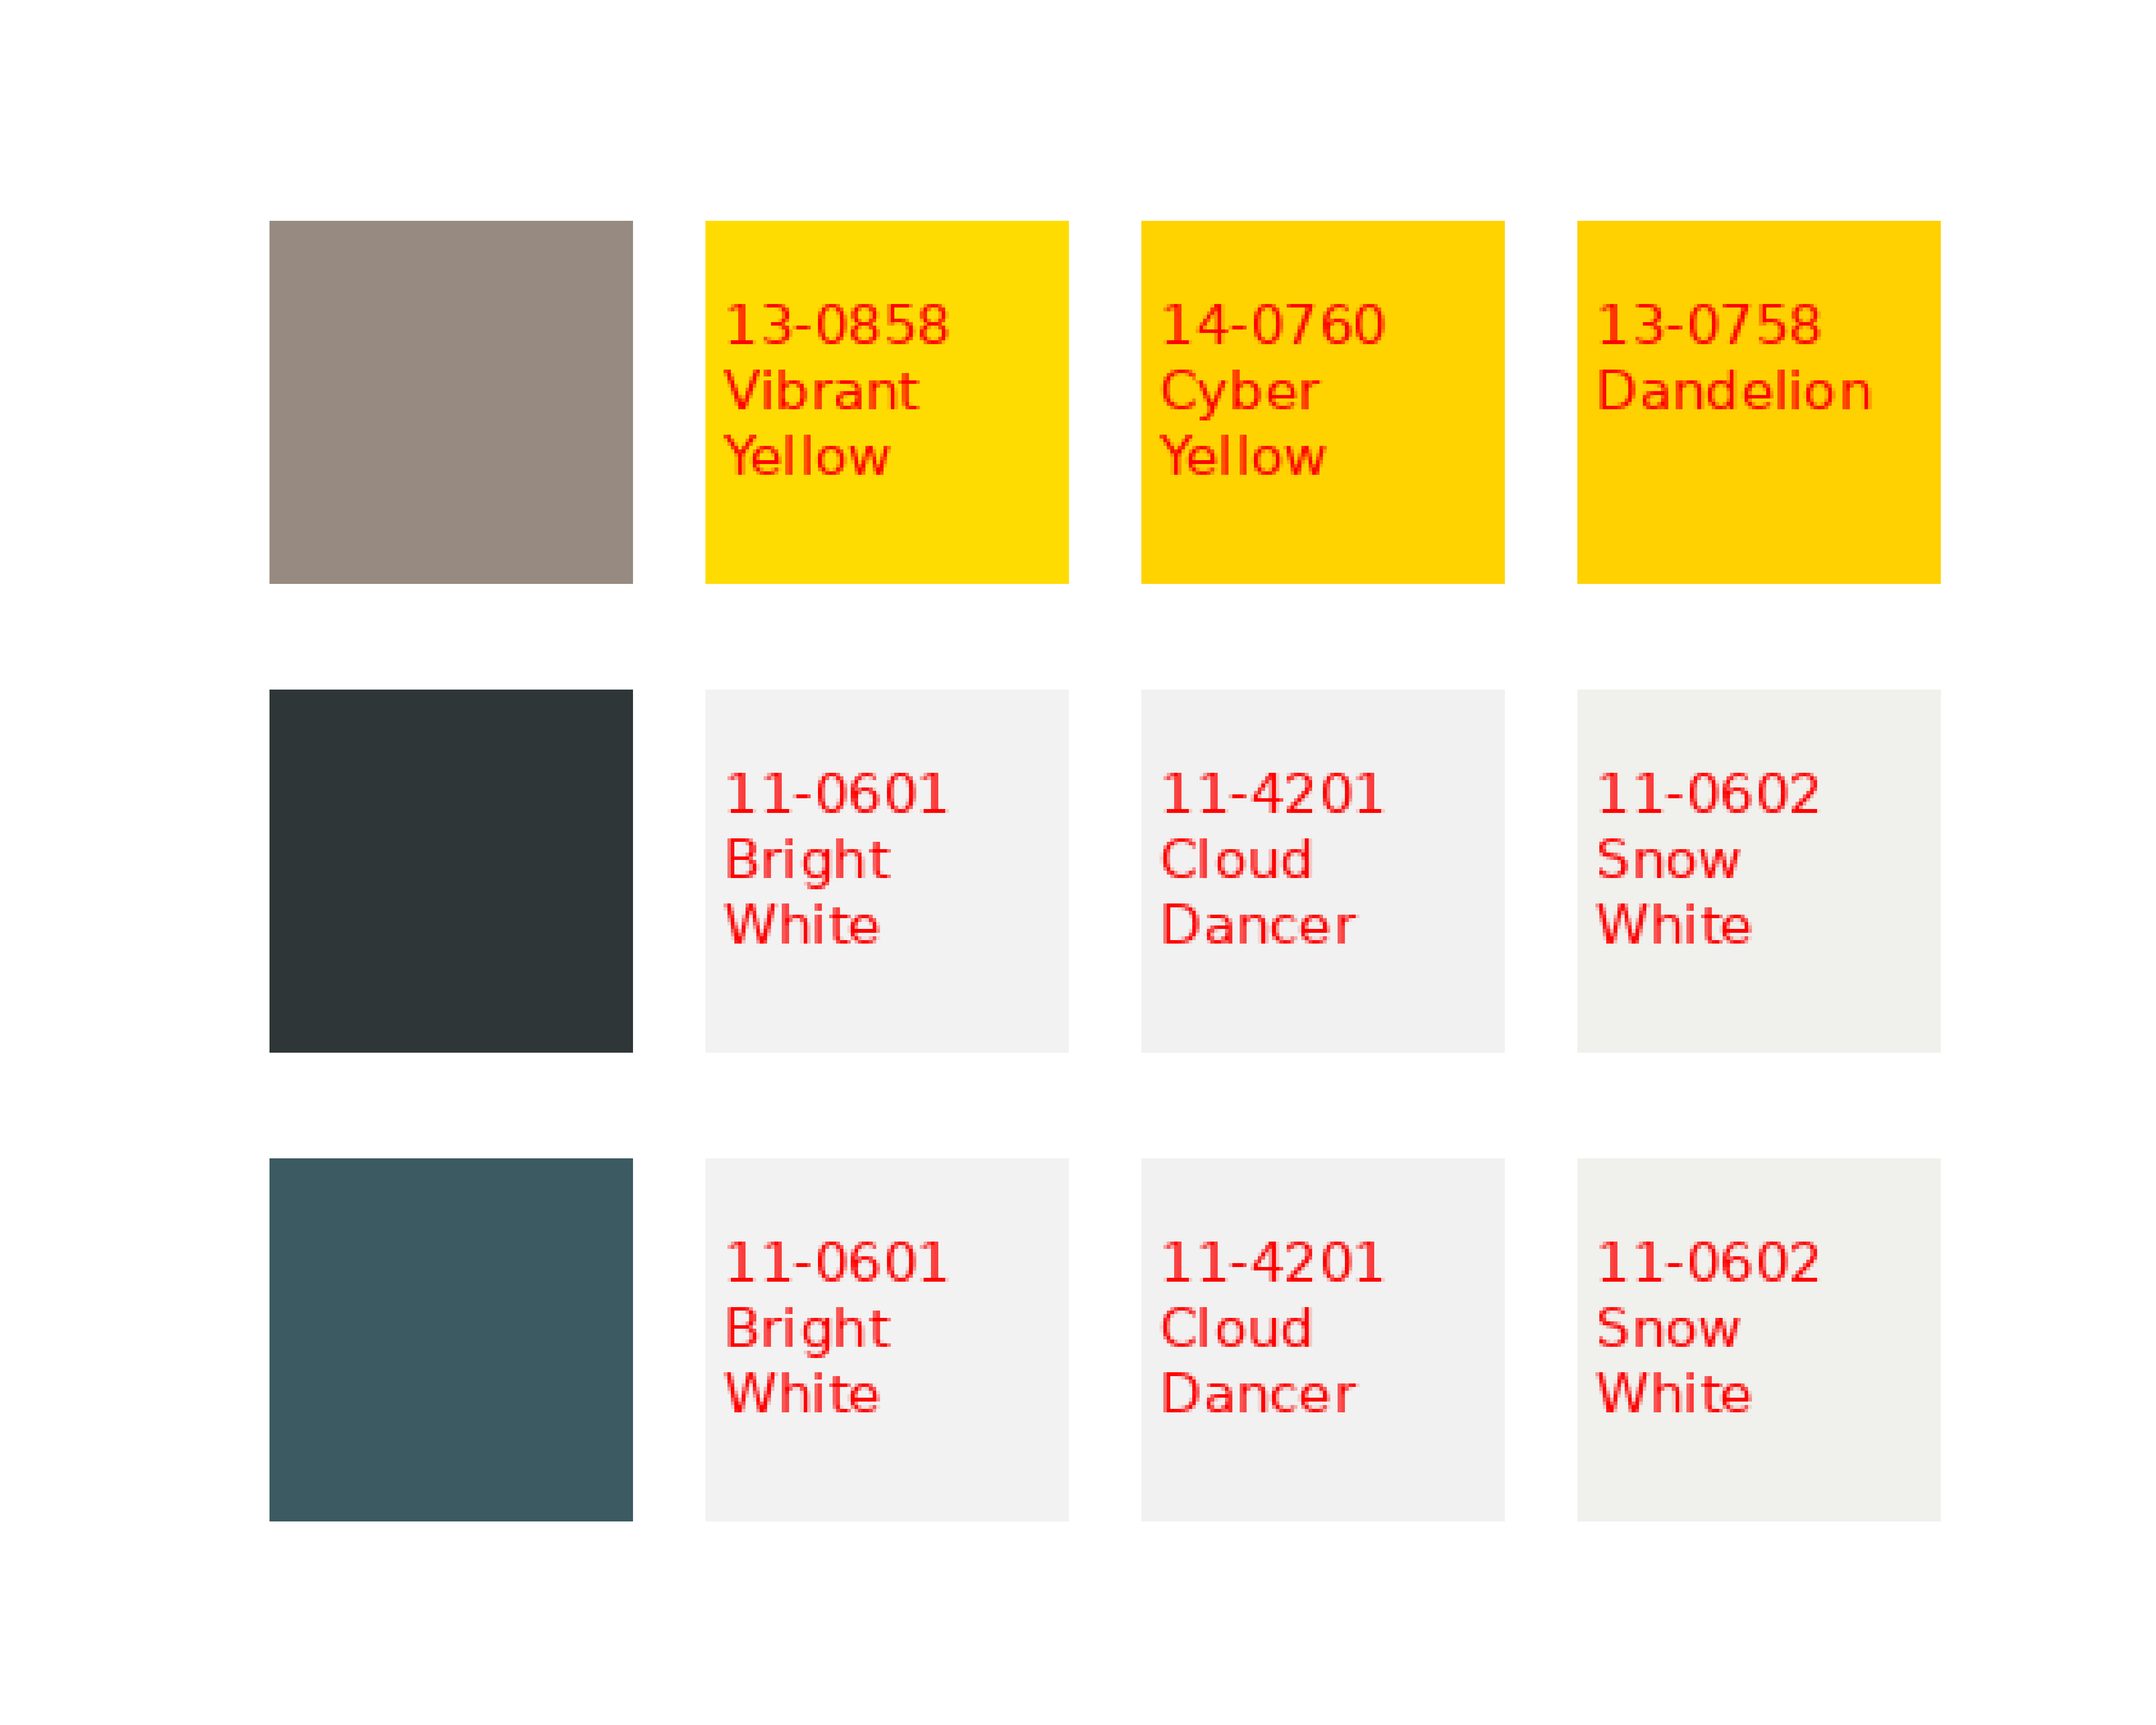 13-0858
Vibrant
Yellow
14-0760
Cyber
Yellow
13-0758
Dandelion
11-0601
Bright
White
11-4201
Cloud
Dancer
11-0602
Snow
White
11-0601
Bright
White
11-4201
Cloud
Dancer
11-0602
Snow
White